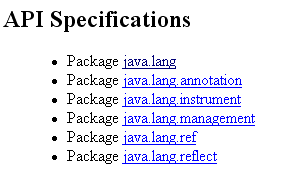 API Specifications
Package java.lang
Package java.lang.annotation
Package java.lang.instrument
Package java.lang.management
Package java.lang.ref
Package java.lang.reflect